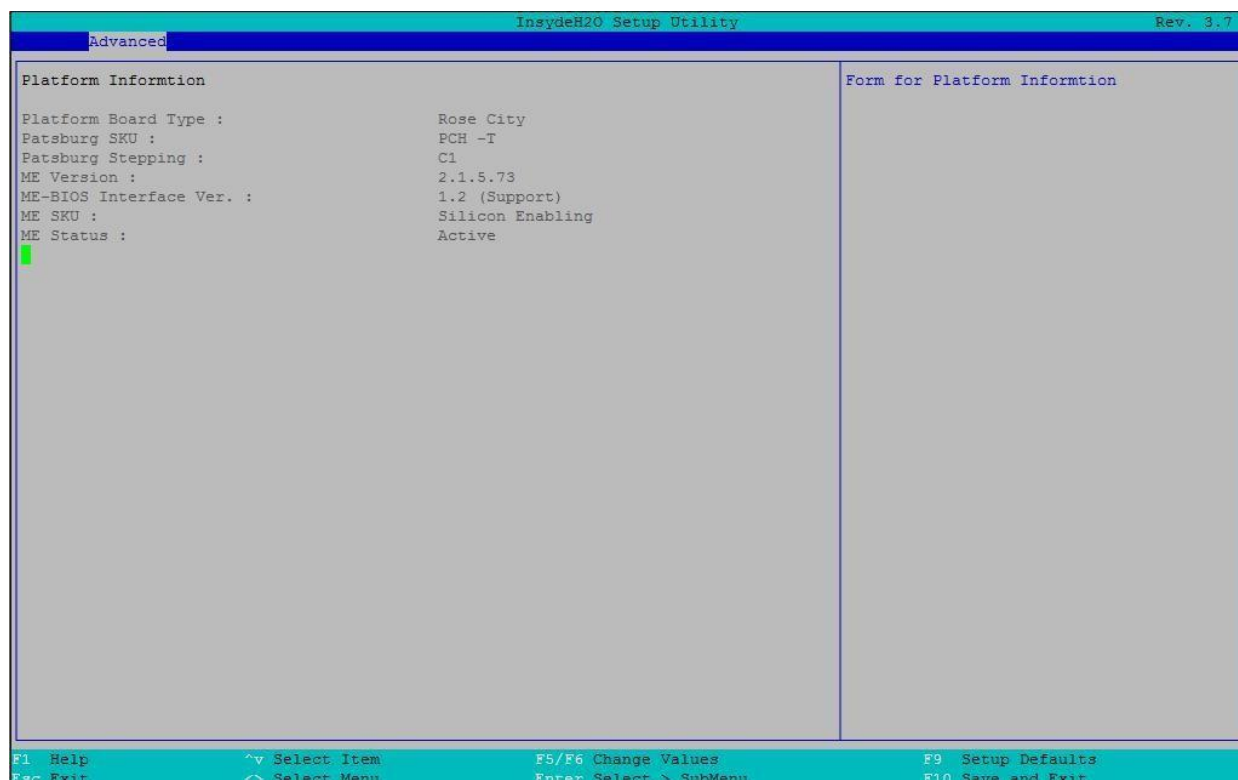 InsydeH2O Setup Utility Rev. 3.7
Advanced
Platform Informtion
Form for Platform Informtion
Platform Board Type : Rose City
Patsburg SKU : PCH -T
Patsburg Stepping : C1
ME Version : 2.1.5.73
ME-BIOS Interface Ver. : 1.2 (Support)
ME SKU : Silicon Enabling
ME Status : Active
F1 Help ^v Select Item F5/F6 Change Values F9 Setup Defaults
Esc Exit <> Select Menu Enter Select > SubMenu F10 Save and Exit